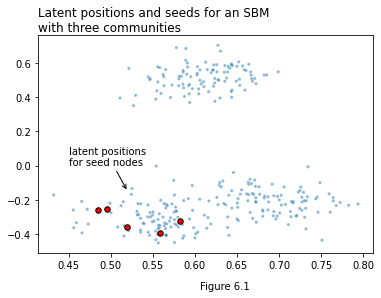 Latent positions and seeds for an SBM
with three communities
0.6
0.4
0.2
0.0
−0.2
−0.4
latent positions
for seed nodes
0.45 0.50 0.55 0.60 0.65 0.70 0.75 0.80
Figure 6.1